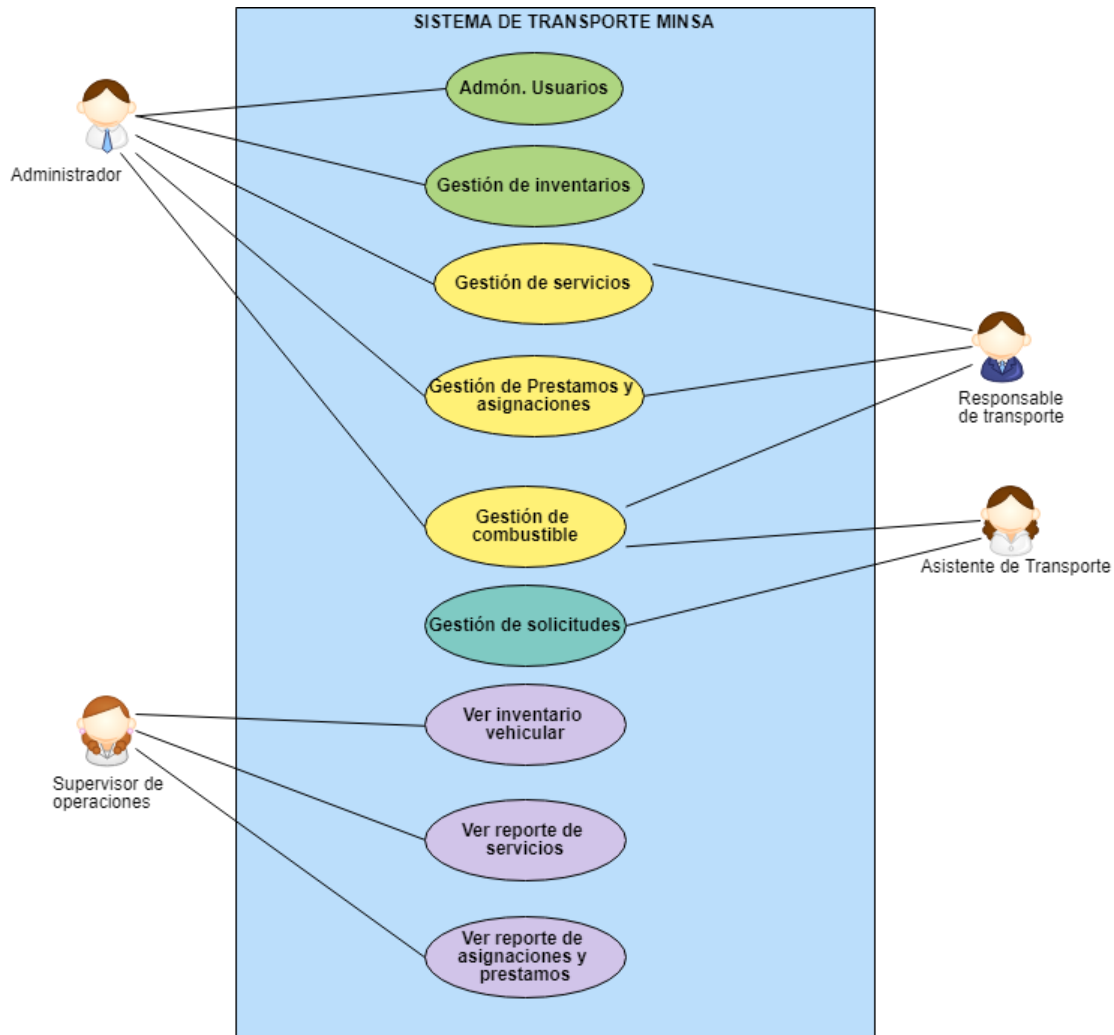 SISTEMA DE TRANSPORTE MINSA
Admón. Usuarios
Administrador
Gestión de inventarios
Gestión de servicios
Gestión de Prestamos y
asignaciones
Responsable
de transporte
Gestión de
combustible
Asistente de Transporte
Gestión de solicitudes
Ver inventario
vehicular
Supervisor de
operaciones
Ver reporte de
servicios
Ver reporte de
asignaciones y
prestamos